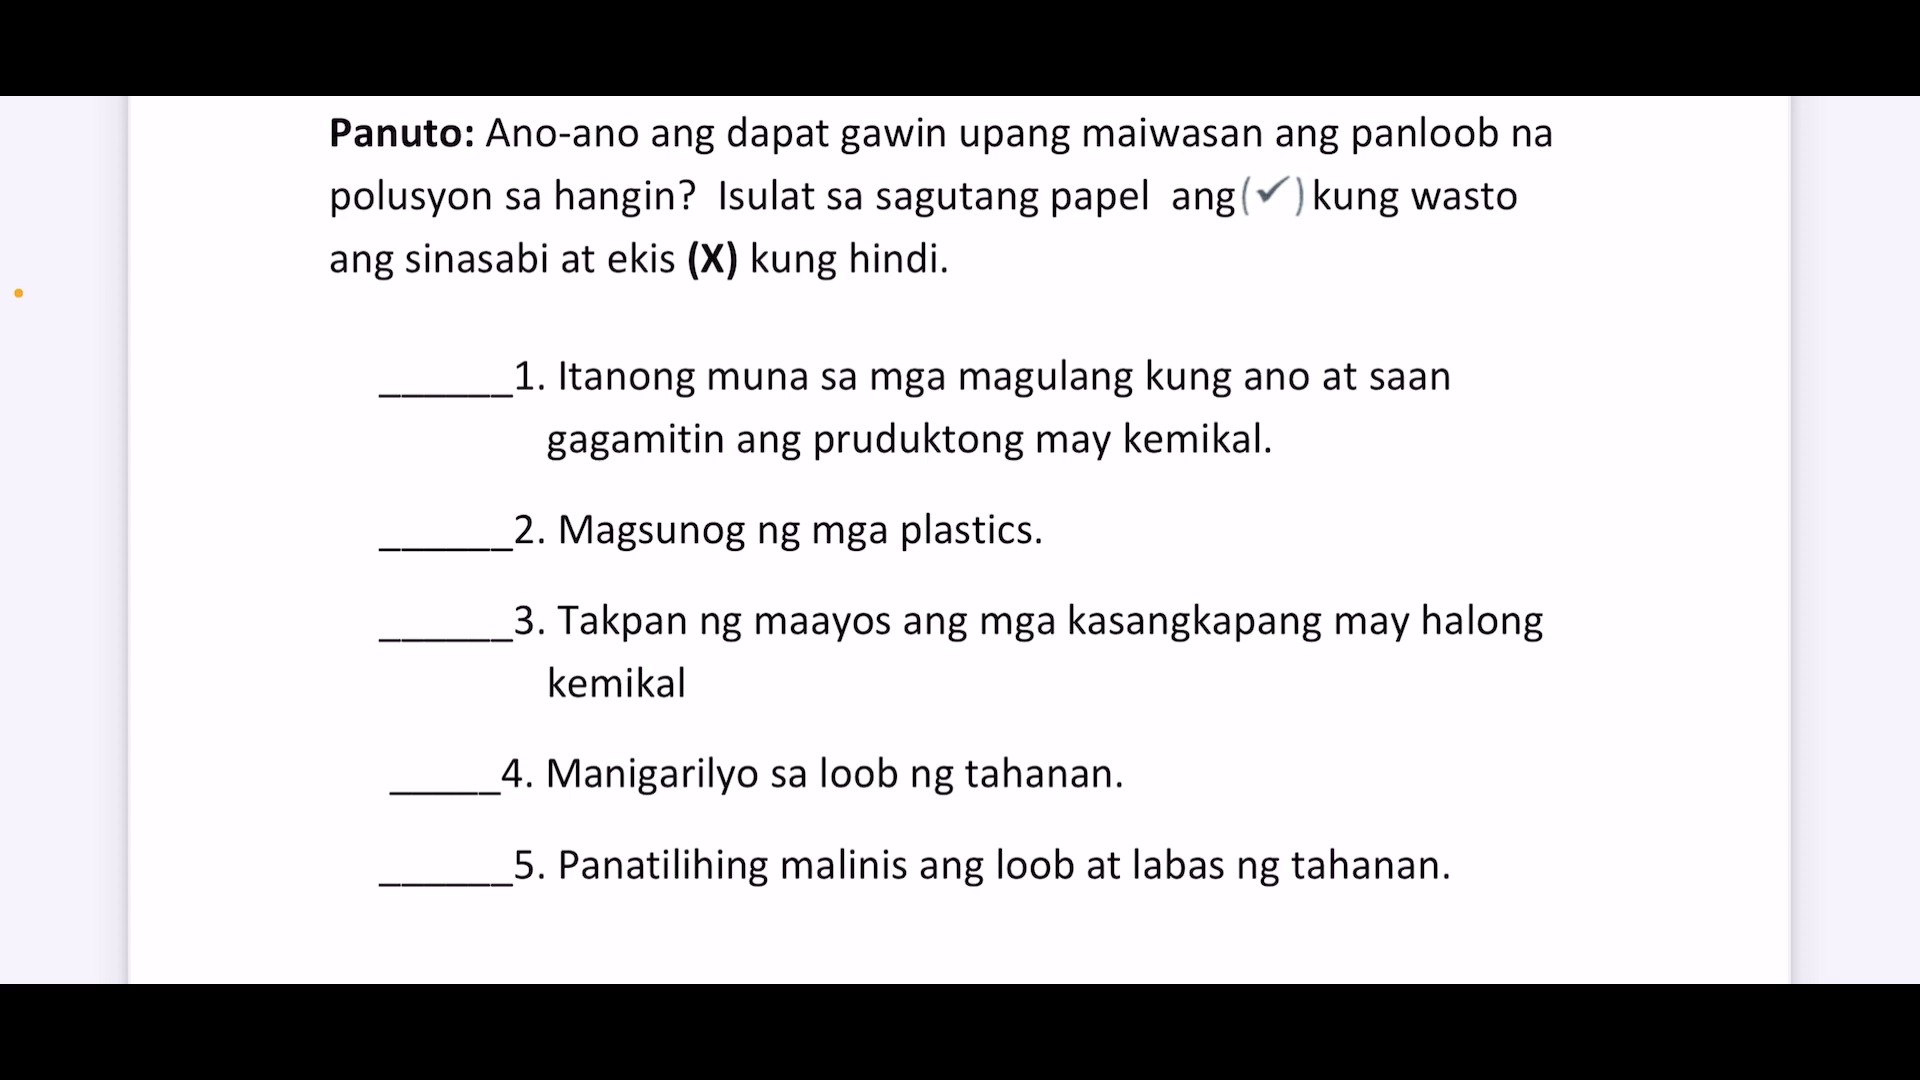 Panuto: Ano-ano ang dapat gawin upang maiwasan ang panloob na
polusyon sa hangin? Isulat sa sagutang papel ang (✓) kung wasto
ang sinasabi at ekis (X) kung hindi.
______1. Itanong muna sa mga magulang kung ano at saan
gagamitin ang pruduktong may kemikal.
______2. Magsunog ng mga plastics.
______3. Takpan ng maayos ang mga kasangkapang may halong
kemikal
_____4. Manigarilyo sa loob ng tahanan.
______5. Panatilihing malinis ang loob at labas ng tahanan.